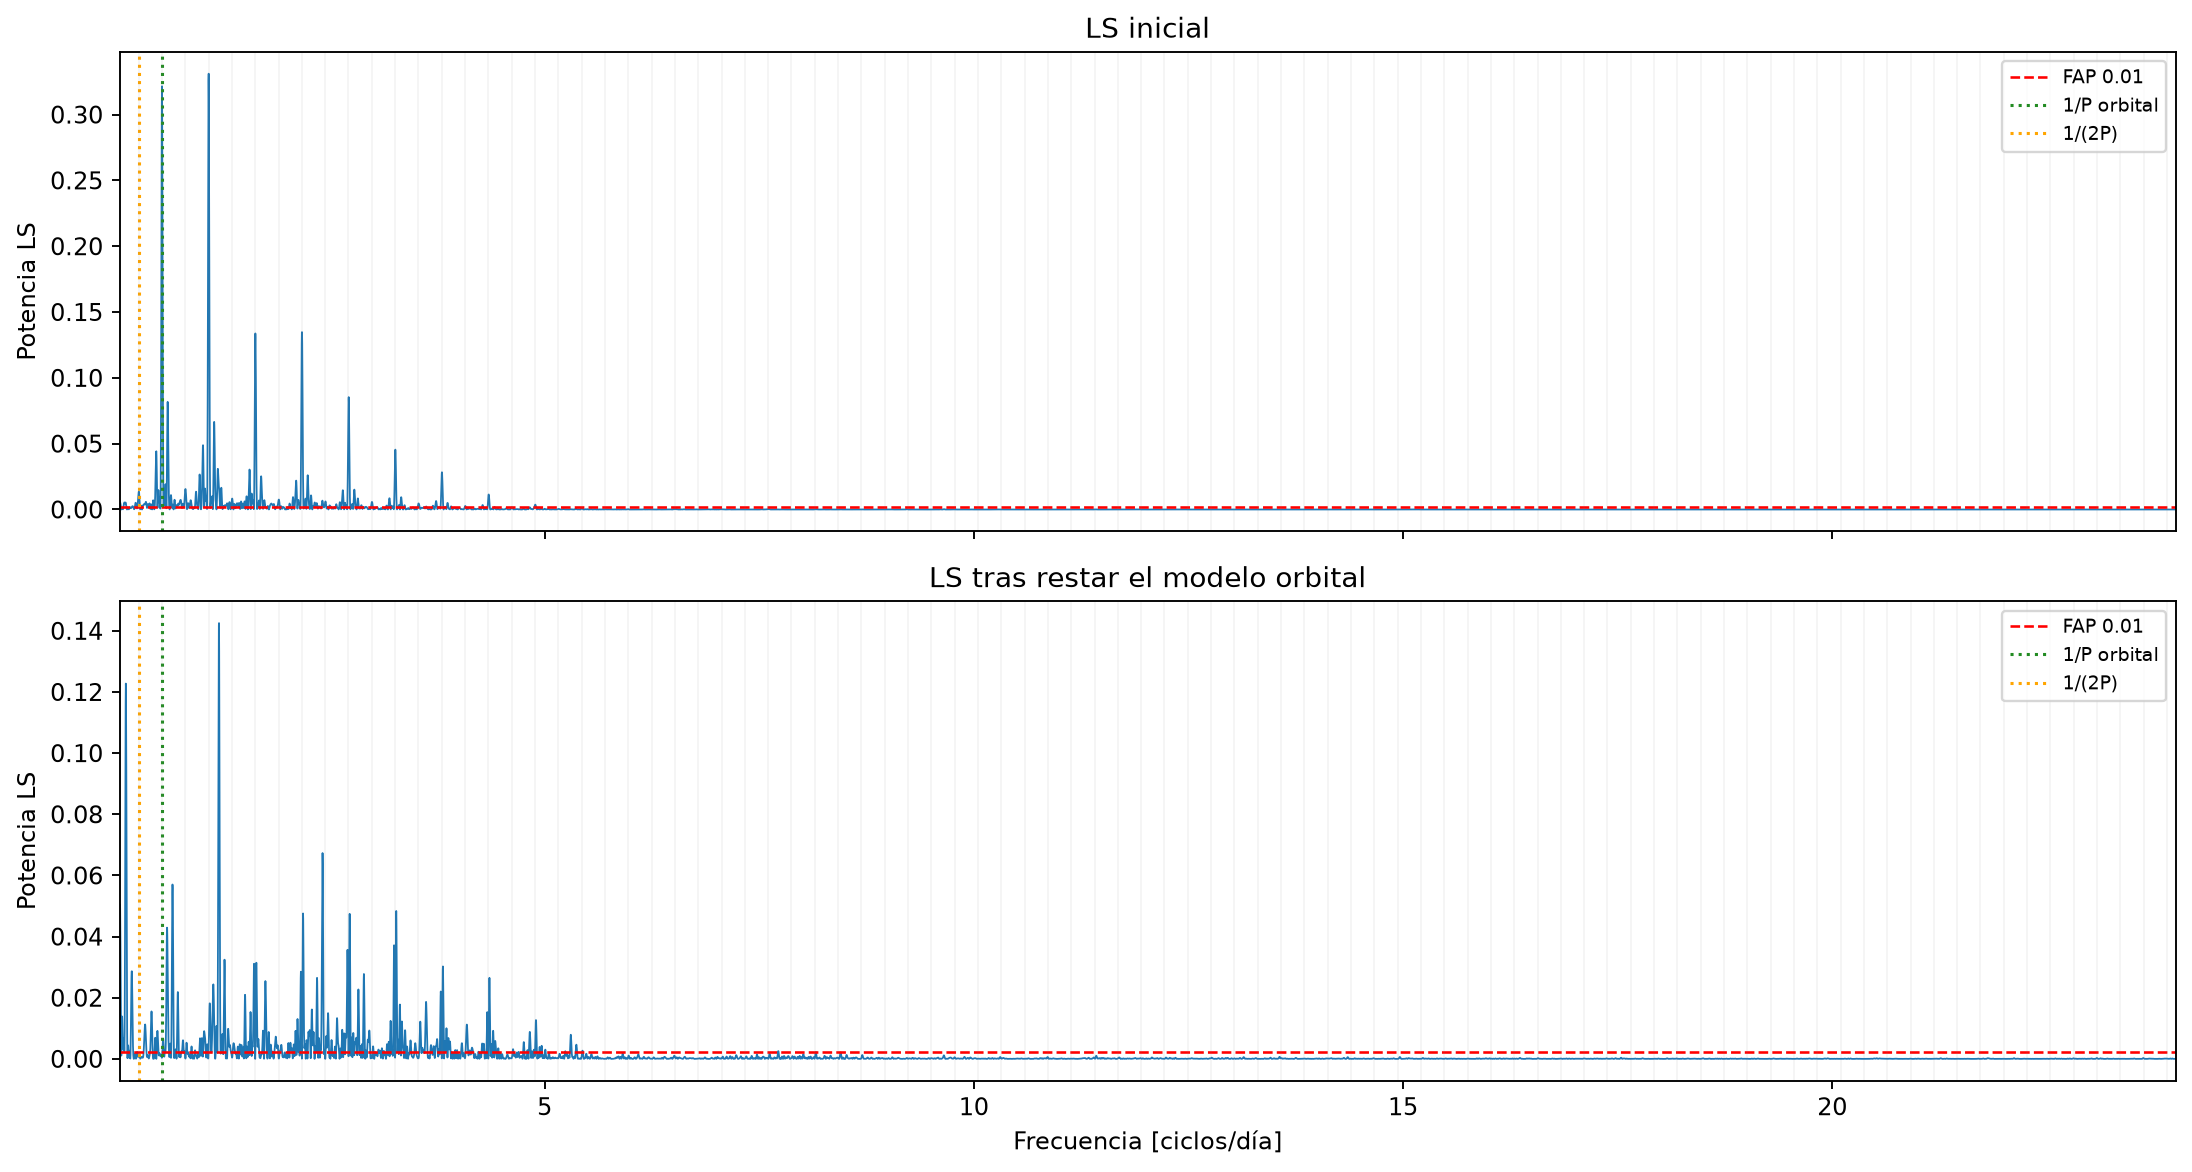 LS inicial
Potencia LS
0.30
0.25
0.20
0.15
0.10
0.05
0.00
FAP 0.01
1/P orbital
1/(2P)
LS tras restar el modelo orbital
Potencia LS
0.14
0.12
0.10
0.08
0.06
0.04
0.02
0.00
FAP 0.01
1/P orbital
1/(2P)
5 10 15 20
Frecuencia [ciclos/día]